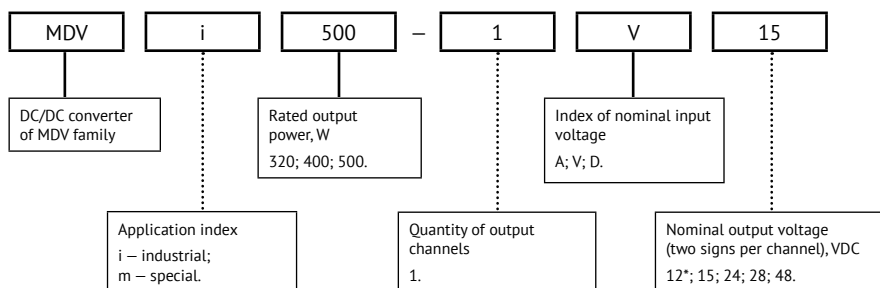 MDV i 500 – 1 V 15
DC/DC converter
of MDV family
Rated output
power, W
320; 400; 500.
Index of nominal input
voltage
A; V; D.
Application index
i – industrial;
m – special.
Quantity of output
channels
1.
Nominal output voltage
(two signs per channel), VDC
12*; 15; 24; 28; 48.